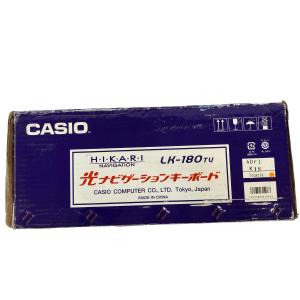 CASIO
H·I·K·A·R·I
NAVIGATION
LK-180TU
光ナビゲーションキーボード
CASIO COMPUTER CO., LTD. Tokyo, Japan
MADE IN CHINA